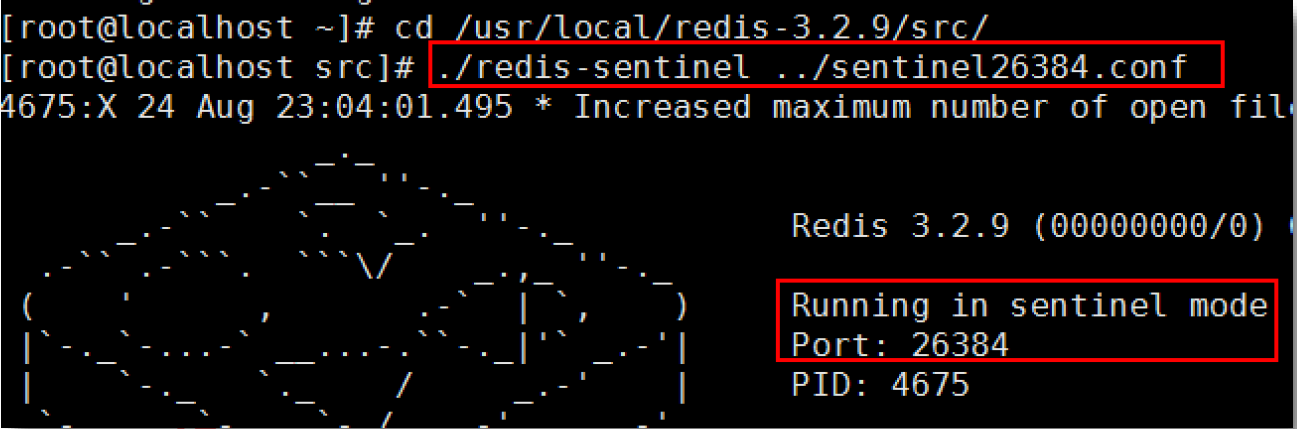 [root@localhost ~]# cd /usr/local/redis-3.2.9/src/
[root@localhost src]# ./redis-sentinel ../sentinel26384.conf
4675:X 24 Aug 23:04:01.495 * Increased maximum number of open
Redis 3.2.9 (00000000/0)
Running in sentinel mode
Port: 26384
PID: 4675